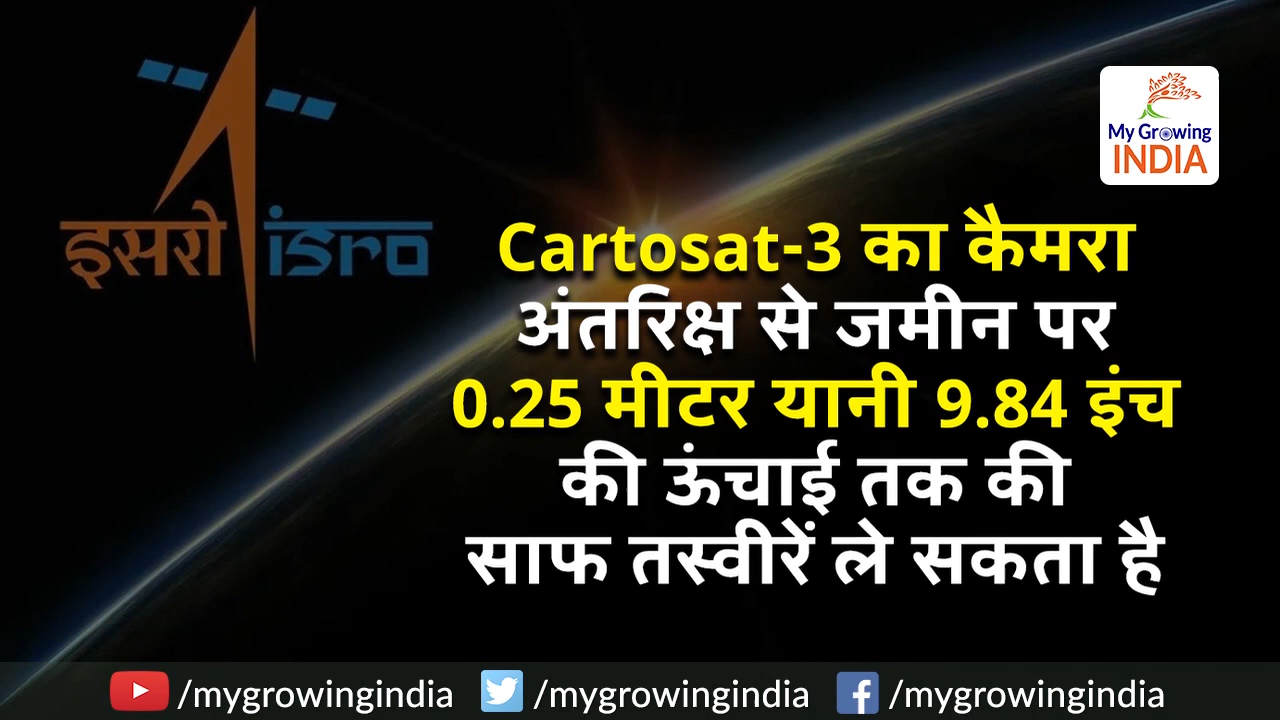 इसरो isro
My Growing
INDIA
Cartosat-3 का कैमरा
अंतरिक्ष से जमीन पर
0.25 मीटर यानी 9.84 इंच
की ऊंचाई तक की
साफ तस्वीरें ले सकता है
/mygrowingindia /mygrowingindia /mygrowingindia